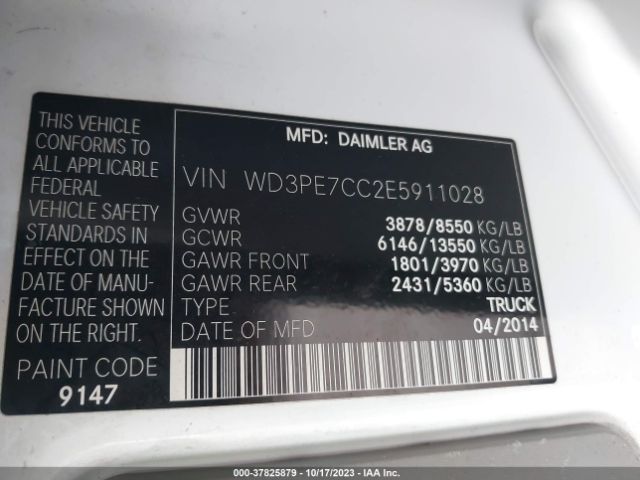 THIS VEHICLE
CONFORMS TO
ALL APPLICABLE
FEDERAL
VEHICLE SAFETY
STANDARDS IN
EFFECT ON THE
DATE OF MANU-
FACTURE SHOWN
ON THE RIGHT.
PAINT CODE
9147
MFD: DAIMLER AG
VIN WD3PE7CC2E5911028
GVWR 3878/8550 KG/LB
GCWR 6146/13550 KG/LB
GAWR FRONT 1801/3970 KG/LB
GAWR REAR 2431/5360 KG/LB
TYPE TRUCK
DATE OF MFD 04/2014
000-37825879 - 10/17/2023 - IAA Inc.